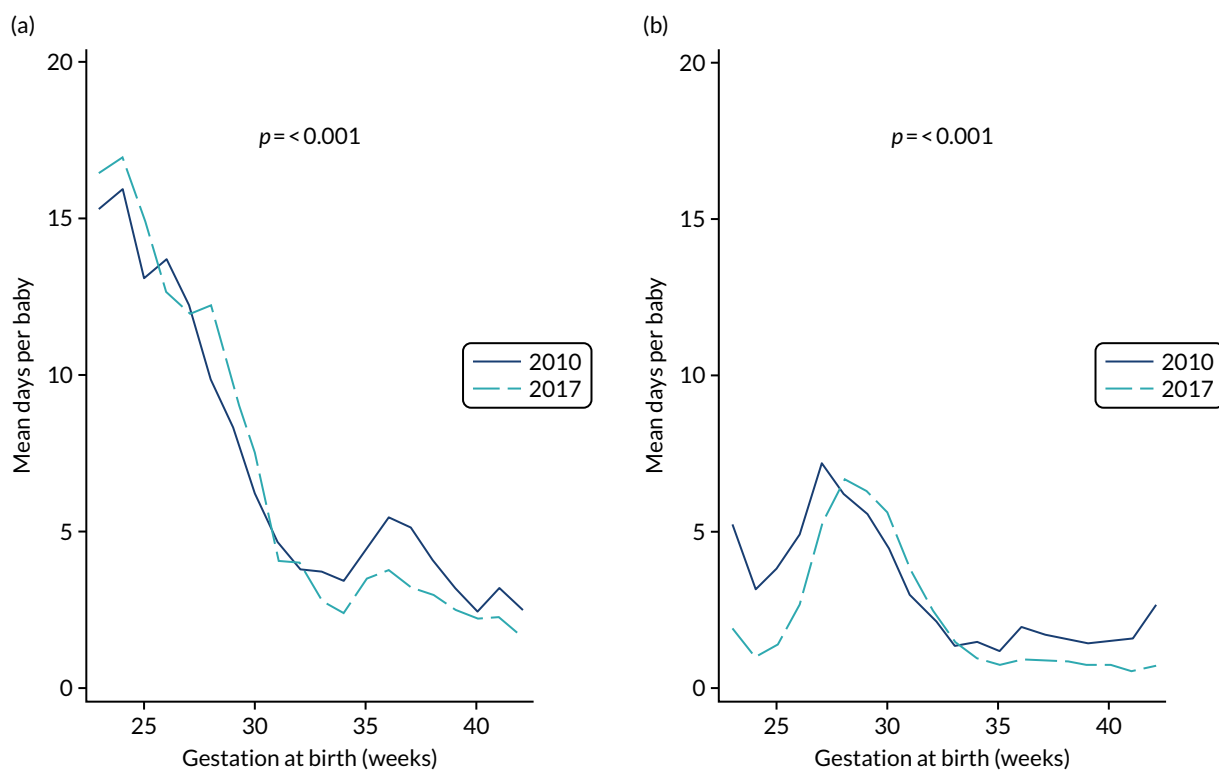 (a)
20
15
10
5
0
Mean days per baby
p = < 0.001
2010
2017
25 30 35 40
Gestation at birth (weeks)
(b)
20
15
10
5
0
Mean days per baby
p = < 0.001
2010
2017
25 30 35 40
Gestation at birth (weeks)